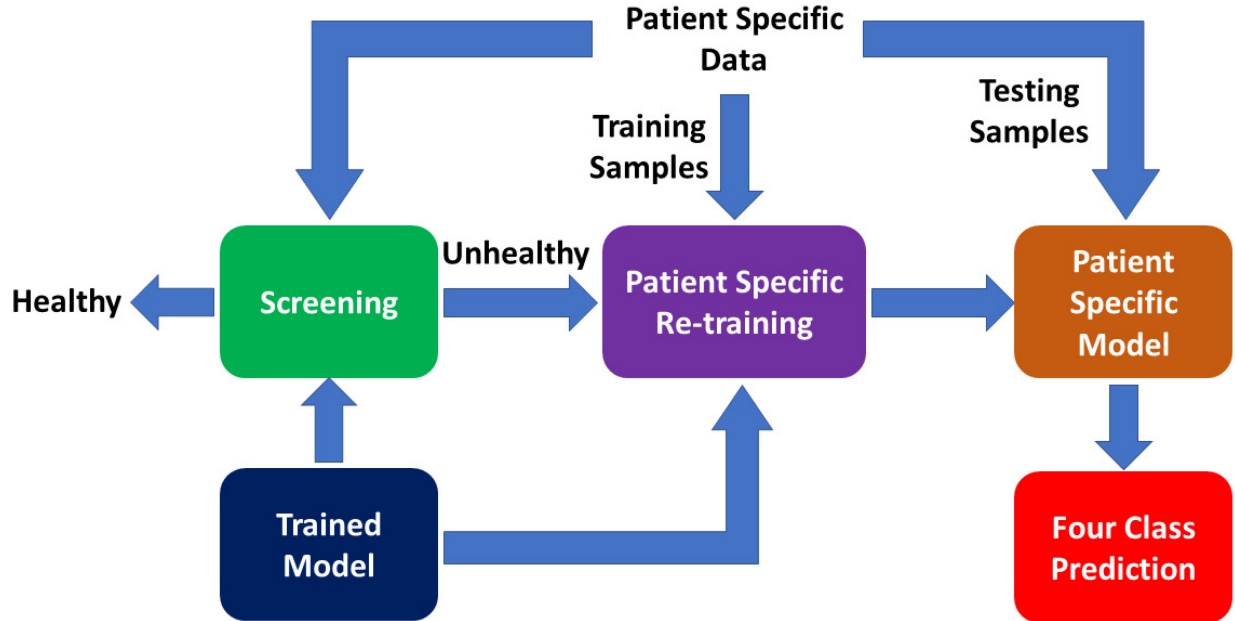 Patient Specific
Data
Training
Samples
Testing
Samples
Healthy
Screening
Unhealthy
Patient Specific
Re-training
Patient
Specific
Model
Trained
Model
Four Class
Prediction